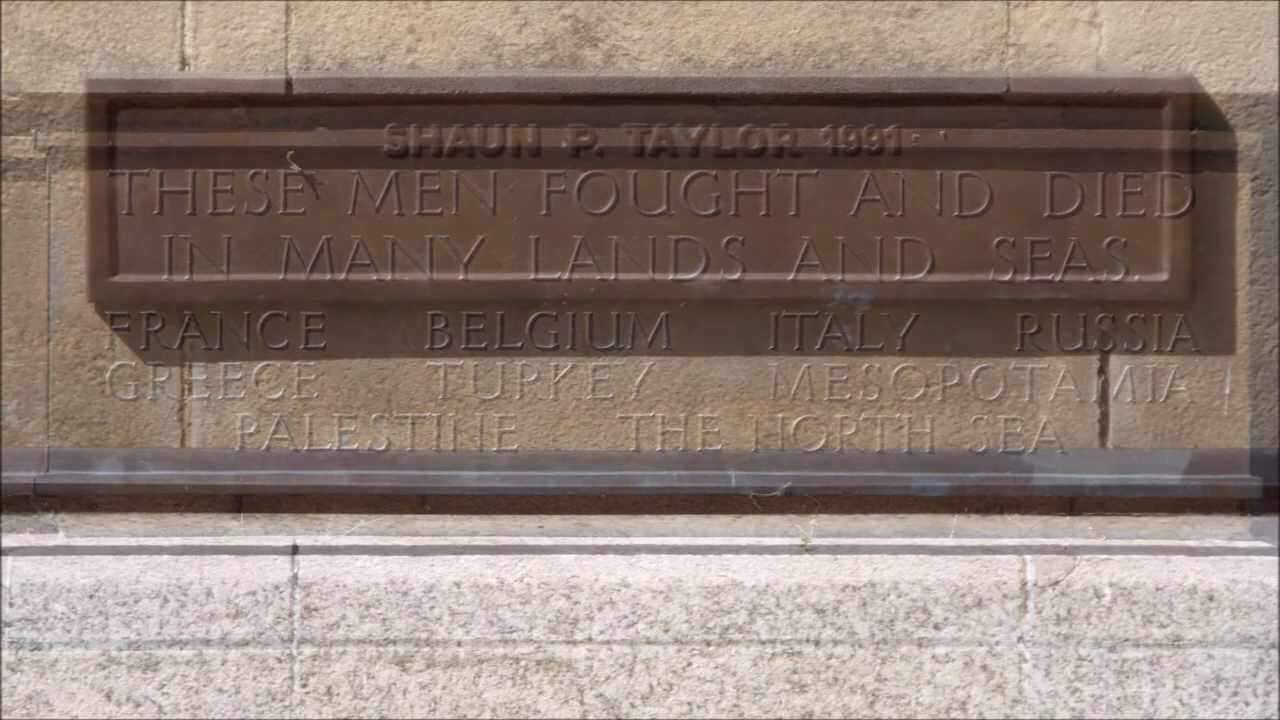 SHAUN P. TAYLOR 1991
THESE MEN FOUGHT AND DIED
IN MANY LANDS AND SEAS.
FRANCE BELGIUM ITALY RUSSIA
GREECE TURKEY MESOPOTAMIA
PALESTINE THE NORTH SEA